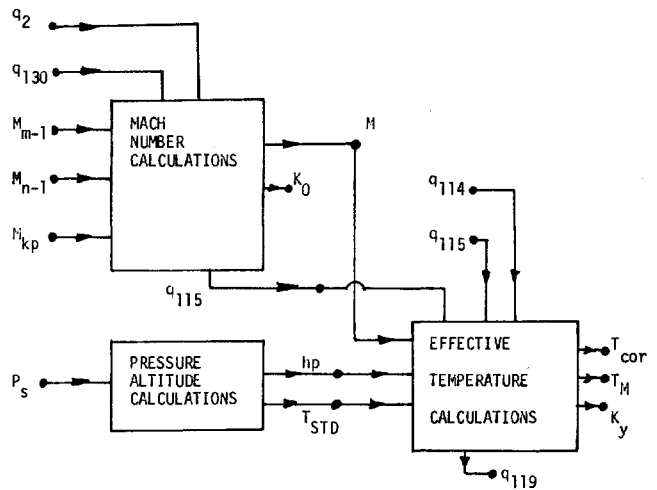 q2
q130
Mm-1
Mn-1
Mkp
MACH
NUMBER
CALCULATIONS
M
K0
q114
q115
q115
Ps
PRESSURE
ALTITUDE
CALCULATIONS
hp
TSTD
EFFECTIVE
TEMPERATURE
CALCULATIONS
Tcor
TM
Ky
q119